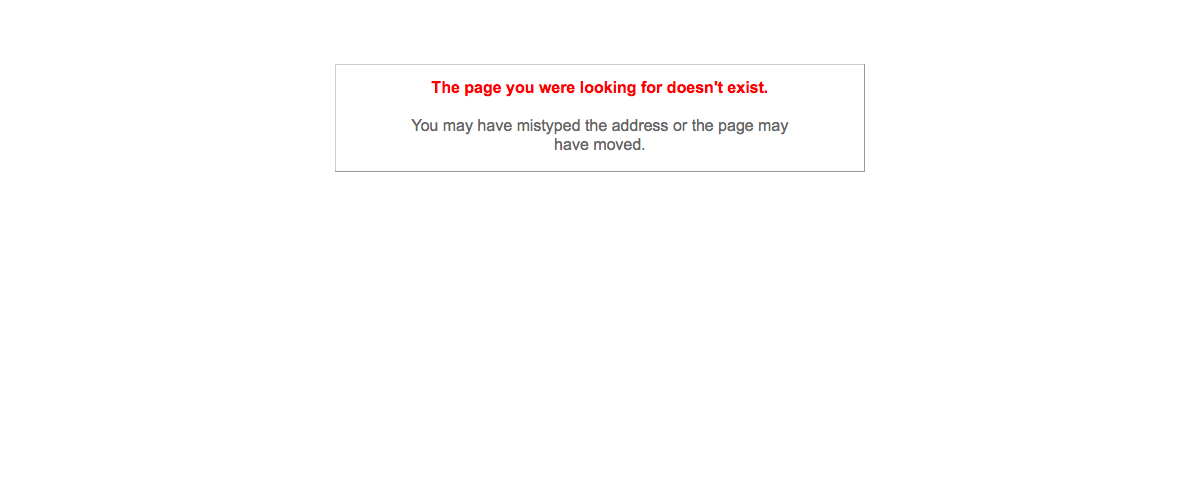 The page you were looking for doesn't exist.
You may have mistyped the address or the page may
have moved.